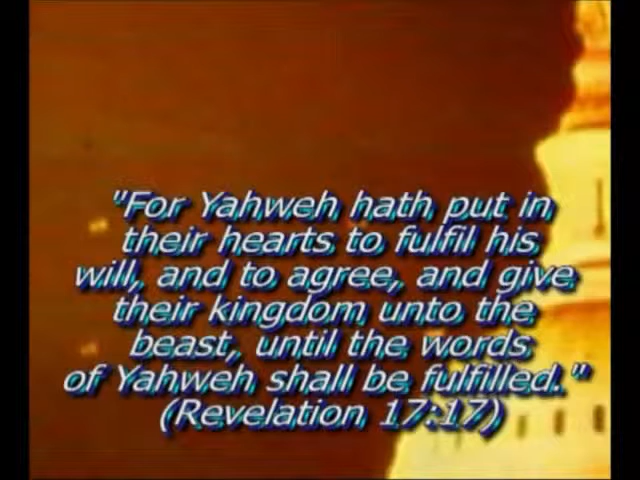 "For Yahweh hath put in
their hearts to fulfil his
will, and to agree, and give
their kingdom unto the
beast, until the words
of Yahweh shall be fulfilled."
(Revelation 17:17)